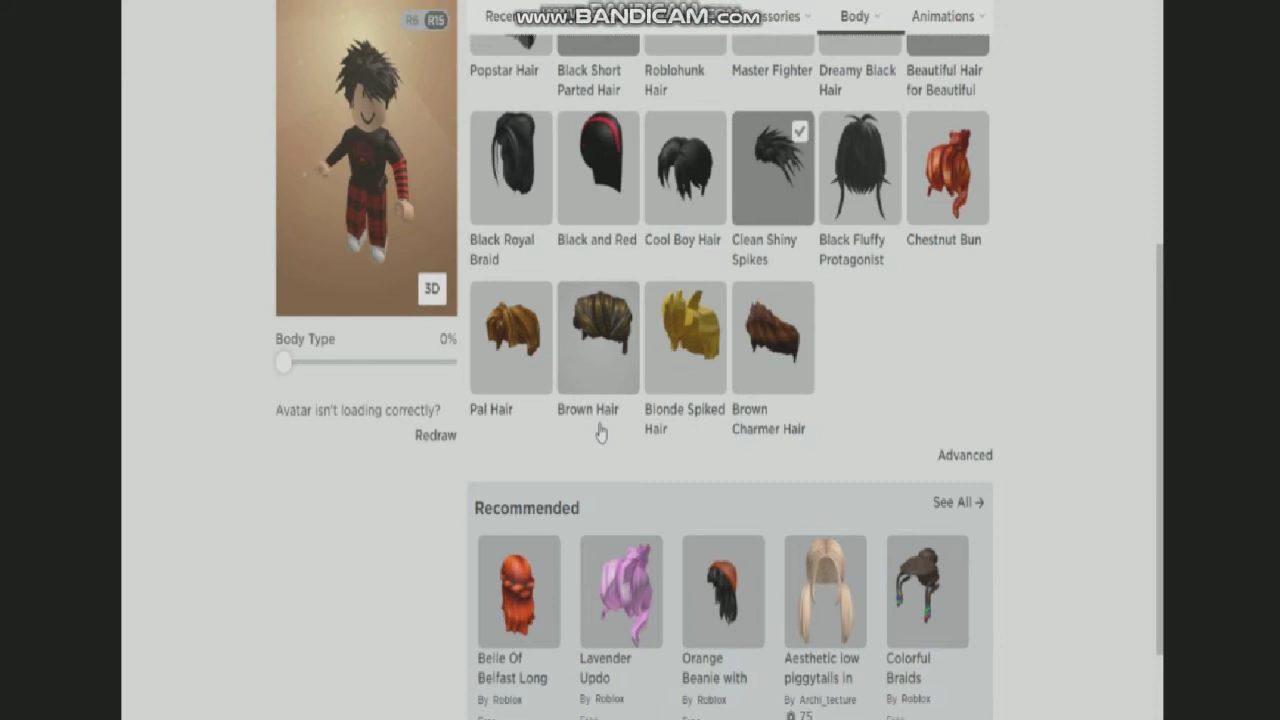 R6 R15
Recen
www.BANDICAM.com
ssories
Body
Animations
Popstar Hair
Black Short
Parted Hair
Roblohunk
Hair
Master Fighter
Dreamy Black
Hair
Beautiful Hair
for Beautiful
Black Royal
Braid
Black and Red
Cool Boy Hair
Clean Shiny
Spikes
Black Fluffy
Protagonist
Chestnut Bun
3D
Body Type 0%
Avatar isn't loading correctly?
Redraw
Pal Hair
Brown Hair
Blonde Spiked
Hair
Brown
Charmer Hair
Advanced
Recommended
See All →
Belle Of
Belfast Long
By Roblox
Lavender
Updo
By Roblox
Orange
Beanie with
By Roblox
Aesthetic low
piggytails in
By Archi_tecture
75
Colorful
Braids
By Roblox